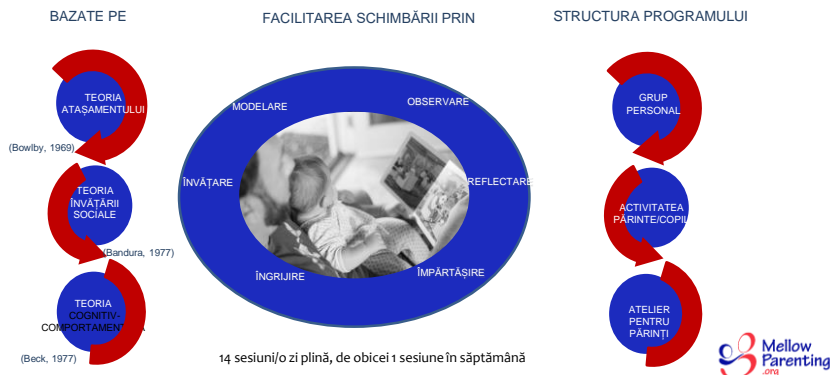 BAZATE PE
TEORIA
ATAȘAMENTULUI
(Bowlby, 1969)
TEORIA
ÎNVĂȚĂRII
SOCIALE
(Bandura, 1977)
TEORIA
COGNITIV-
COMPORTAMENTALĂ
(Beck, 1977)
FACILITAREA SCHIMBĂRII PRIN
MODELARE
OBSERVARE
ÎNVĂȚARE
REFLECTARE
ÎNGRIJIRE
ÎMPĂRTĂȘIRE
14 sesiuni/o zi plină, de obicei 1 sesiune în săptămână
STRUCTURA PROGRAMULUI
GRUP
PERSONAL
ACTIVITATEA
PĂRINTE/COPIL
ATELIER
PENTRU
PĂRINȚI
Mellow
Parenting
.org